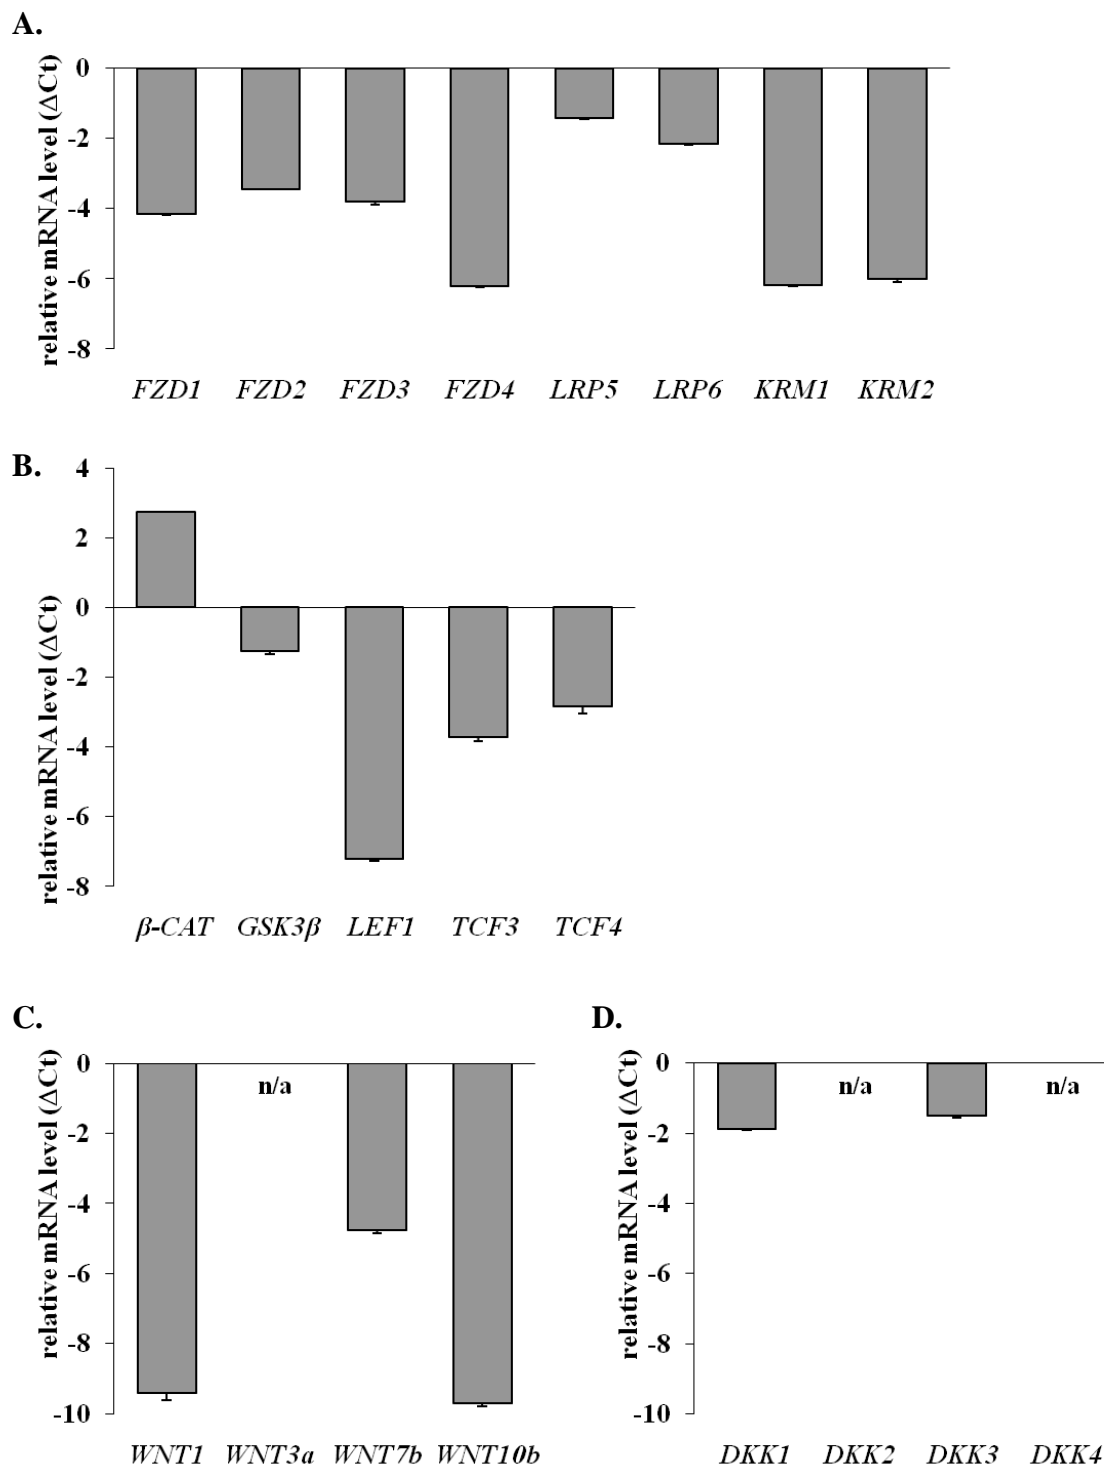 A.
relative mRNA level (ΔCt)
0
-2
-4
-6
-8
FZD1 FZD2 FZD3 FZD4 LRP5 LRP6 KRM1 KRM2
B.
relative mRNA level (ΔCt)
4
2
0
-2
-4
-6
-8
β-CAT GSK3β LEF1 TCF3 TCF4
C.
relative mRNA level (ΔCt)
0
-2
-4
-6
-8
-10
n/a
WNT1 WNT3a WNT7b WNT10b
D.
relative mRNA level (ΔCt)
0
-2
-4
-6
-8
-10
n/a n/a
DKK1 DKK2 DKK3 DKK4